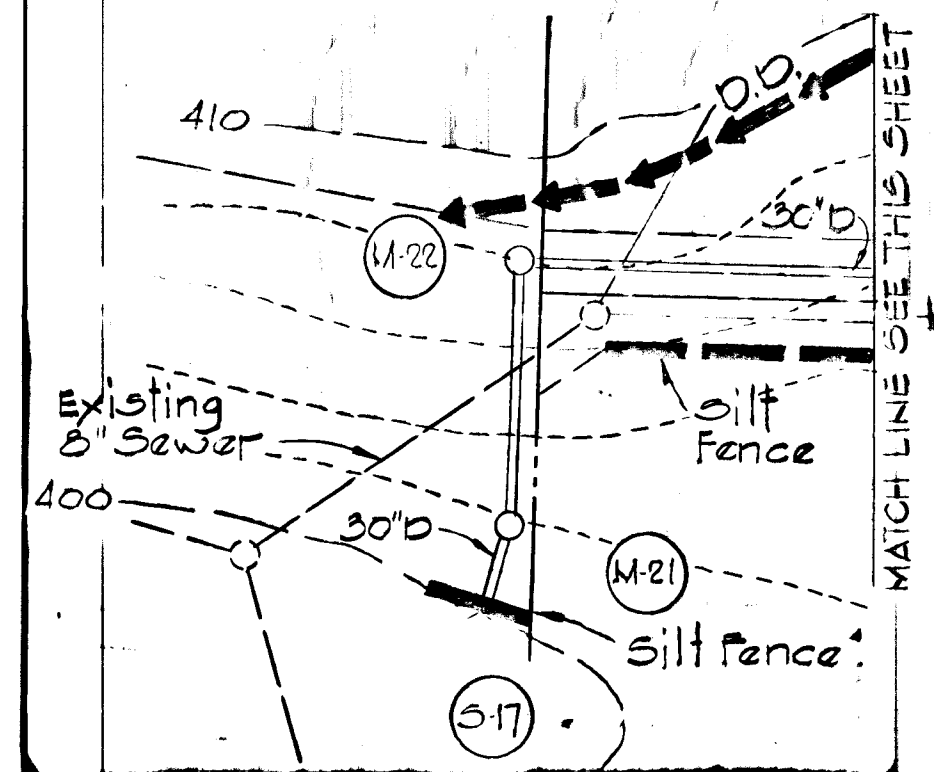 D.D.
410
30"D
M-22
MATCH LINE SEE THIS SHEET
Existing
8" Sewer
Silt
Fence
400
30"D
M-21
Silt Fence
S-17